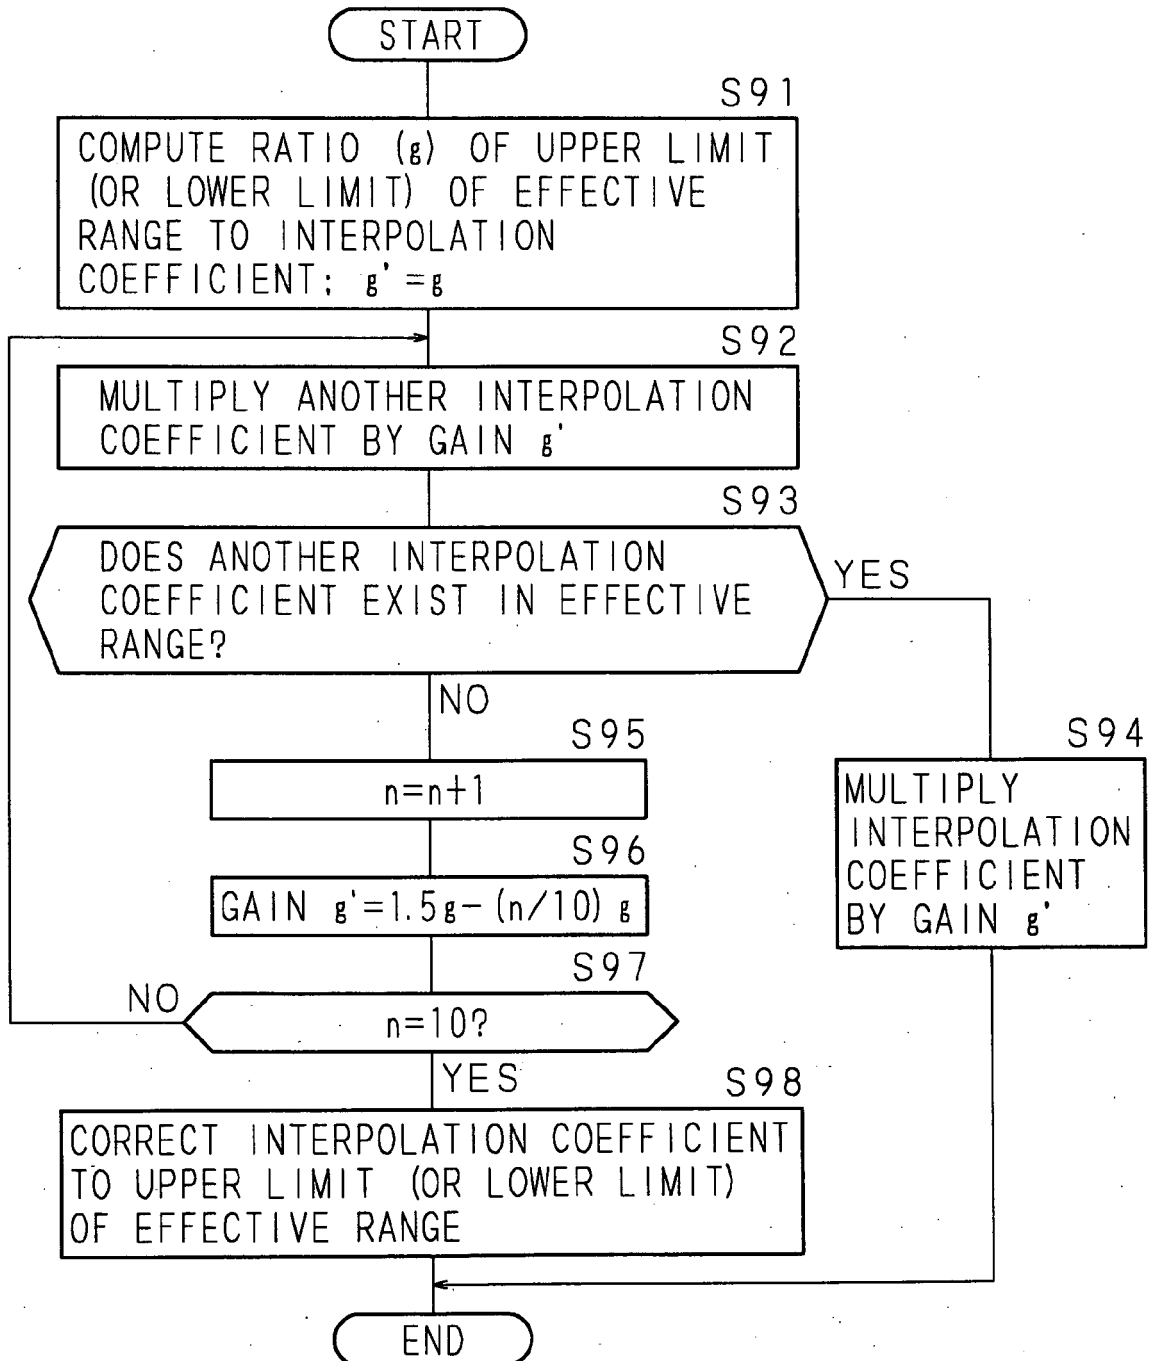 START
S91
COMPUTE RATIO (g) OF UPPER LIMIT
(OR LOWER LIMIT) OF EFFECTIVE
RANGE TO INTERPOLATION
COEFFICIENT; g'=g
S92
MULTIPLY ANOTHER INTERPOLATION
COEFFICIENT BY GAIN g'
S93
DOES ANOTHER INTERPOLATION
COEFFICIENT EXIST IN EFFECTIVE
RANGE?
YES
NO
S94
MULTIPLY
INTERPOLATION
COEFFICIENT
BY GAIN g'
S95
n=n+1
S96
GAIN g'=1.5g-(n/10)g
S97
NO
n=10?
YES
S98
CORRECT INTERPOLATION COEFFICIENT
TO UPPER LIMIT (OR LOWER LIMIT)
OF EFFECTIVE RANGE
END